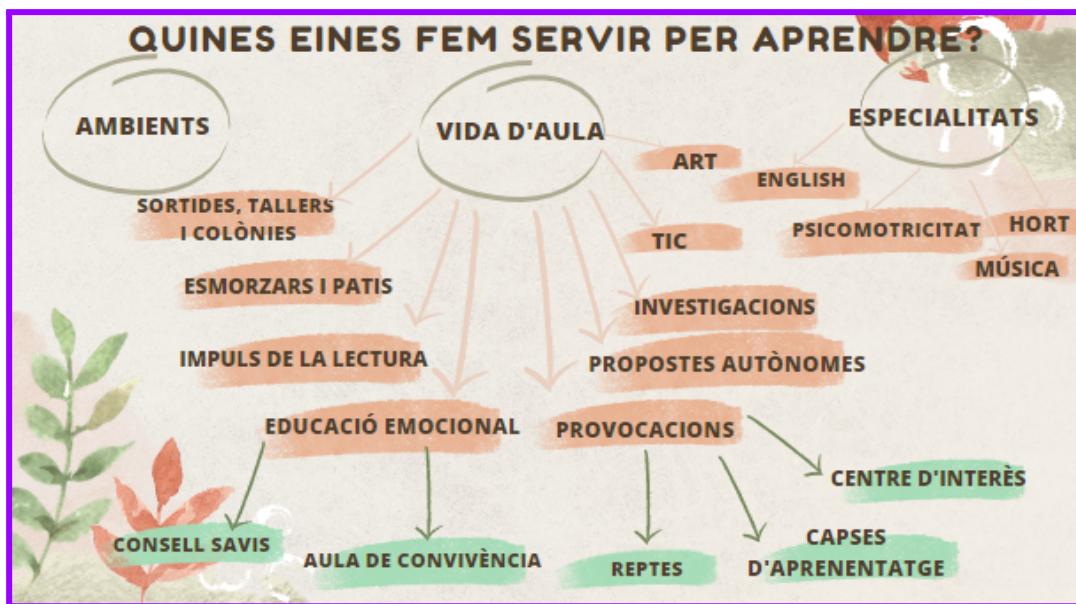 QUINES EINES FEM SERVIR PER APRENDRE?
AMBIENTS
VIDA D'AULA
ESPECIALITATS
ART
ENGLISH
SORTIDES, TALLERS
I COLÒNIES
TIC
PSICOMOTRICITAT
HORT
MÚSICA
ESMORZARS I PATIS
INVESTIGACIONS
IMPULS DE LA LECTURA
PROPOSTES AUTÒNOMES
EDUCACIÓ EMOCIONAL
PROVOCACIONS
CENTRE D'INTERÈS
CONSELL SAVIS
AULA DE CONVIVÈNCIA
REPTES
CAPSES
D'APRENENTATGE